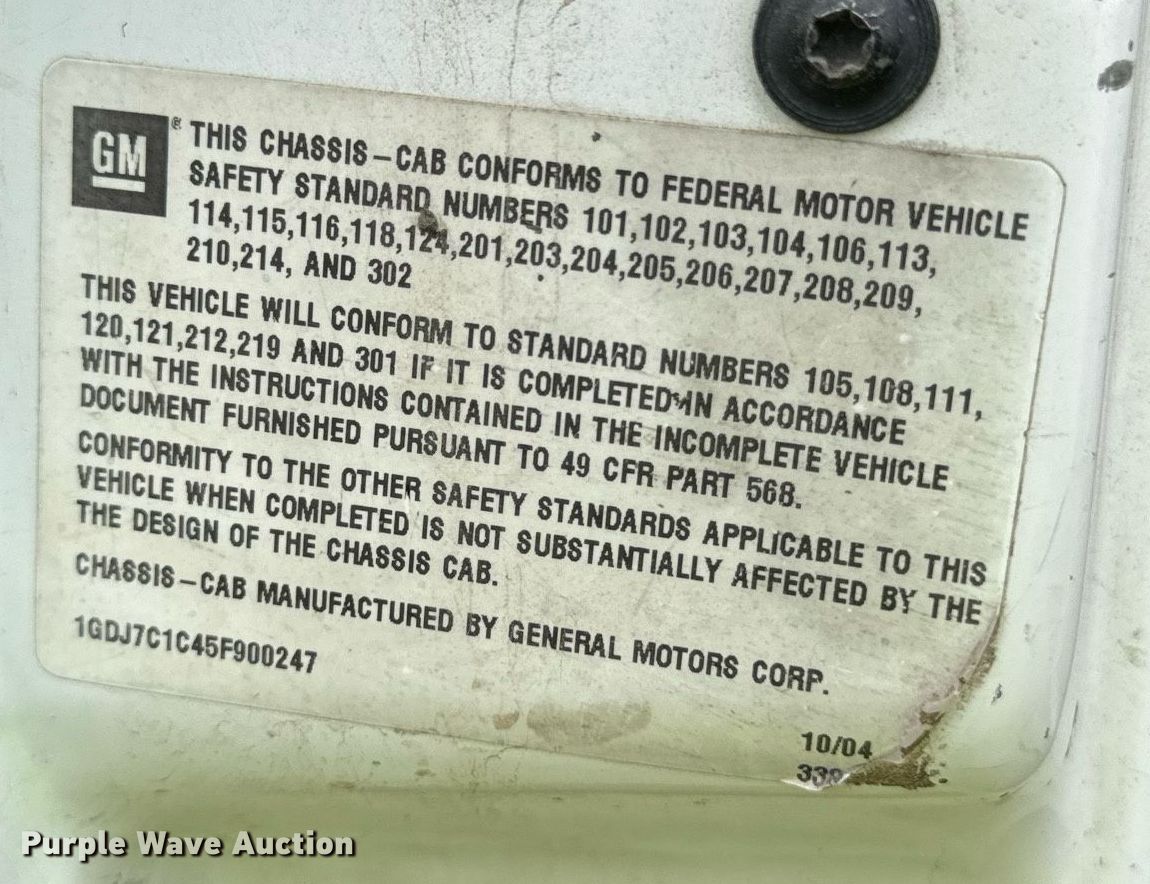 GM ® THIS CHASSIS-CAB CONFORMS TO FEDERAL MOTOR VEHICLE
SAFETY STANDARD NUMBERS 101,102,103,104,106,113,
114,115,116,118,124,201,203,204,205,206,207,208,209,
210,214, AND 302
THIS VEHICLE WILL CONFORM TO STANDARD NUMBERS 105,108,111,
120,121,212,219 AND 301 IF IT IS COMPLETED IN ACCORDANCE
WITH THE INSTRUCTIONS CONTAINED IN THE INCOMPLETE VEHICLE
DOCUMENT FURNISHED PURSUANT TO 49 CFR PART 568.
CONFORMITY TO THE OTHER SAFETY STANDARDS APPLICABLE TO THIS
VEHICLE WHEN COMPLETED IS NOT SUBSTANTIALLY AFFECTED BY THE
THE DESIGN OF THE CHASSIS CAB.
CHASSIS-CAB MANUFACTURED BY GENERAL MOTORS CORP.
1GDJ7C1C45F900247
10/04
Purple Wave Auction